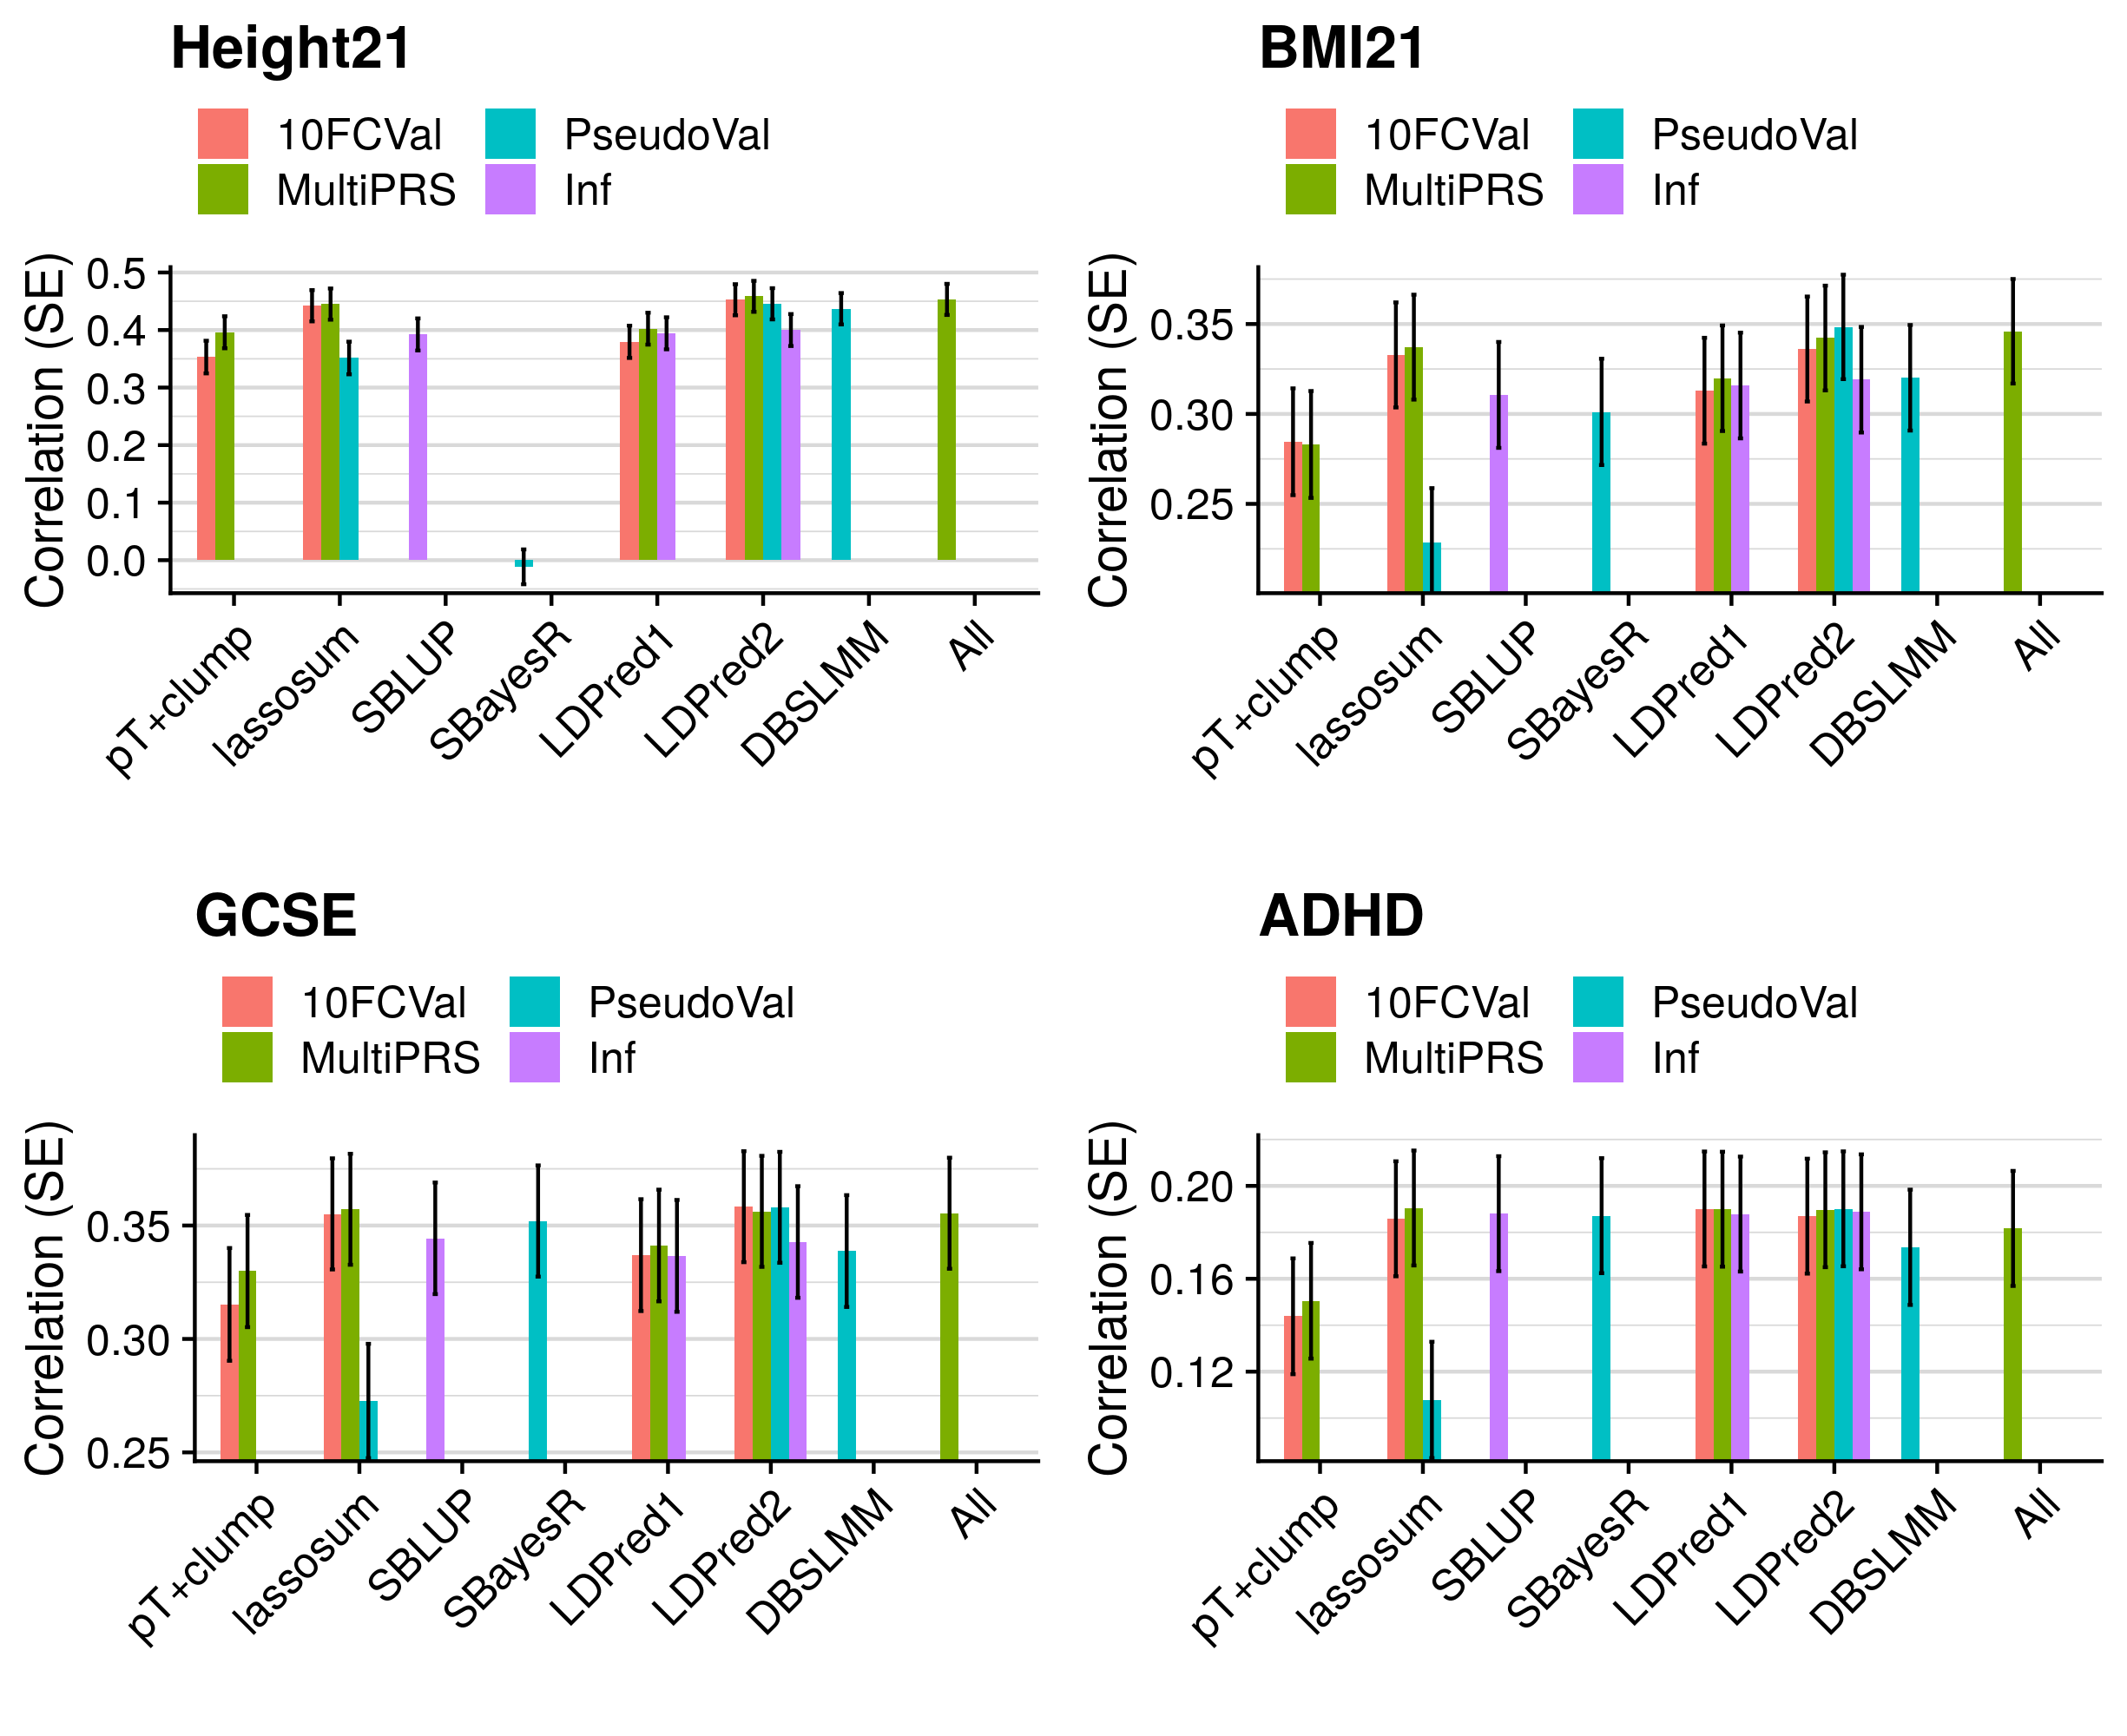 Height21
10FCVal PseudoVal
MultiPRS Inf
Correlation (SE)
0.5
0.4
0.3
0.2
0.1
0.0
pT+clump lassosum SBLUP SBayesR LDPred1 LDPred2 DBSLMM All
BMI21
10FCVal PseudoVal
MultiPRS Inf
Correlation (SE)
0.35
0.30
0.25
pT+clump lassosum SBLUP SBayesR LDPred1 LDPred2 DBSLMM All
GCSE
10FCVal PseudoVal
MultiPRS Inf
Correlation (SE)
0.35
0.30
0.25
pT+clump lassosum SBLUP SBayesR LDPred1 LDPred2 DBSLMM All
ADHD
10FCVal PseudoVal
MultiPRS Inf
Correlation (SE)
0.20
0.16
0.12
pT+clump lassosum SBLUP SBayesR LDPred1 LDPred2 DBSLMM All